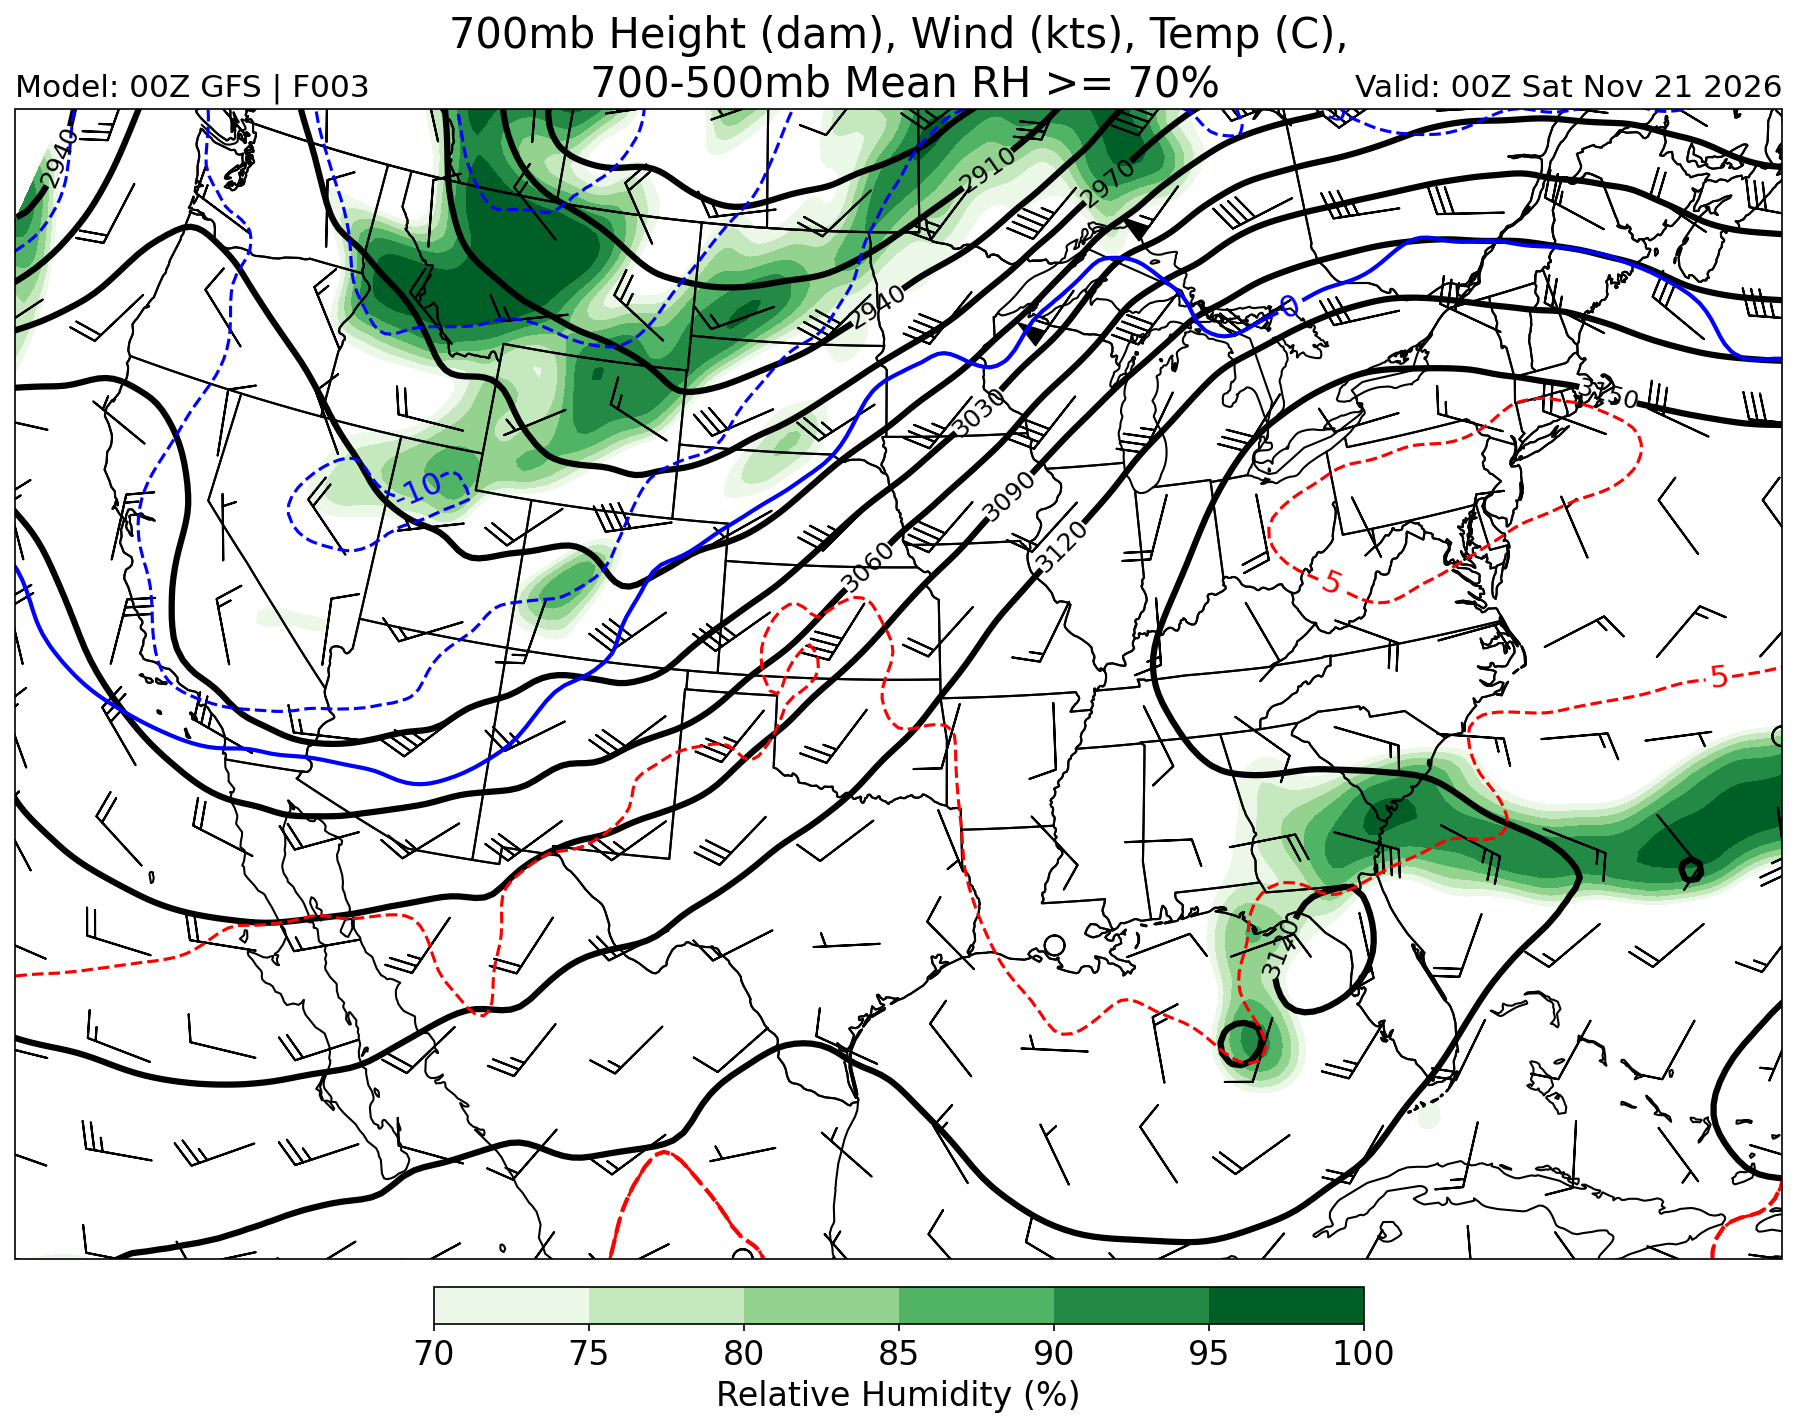 700mb Height (dam), Wind (kts), Temp (C),
700-500mb Mean RH >= 70%
Model: 00Z GFS | F003
Valid: 00Z Sat Nov 21 2026
2940
2910
2970
2940
0
3150
3030
-10
3090
3120
3060
5
5
3120
70 75 80 85 90 95 100
Relative Humidity (%)